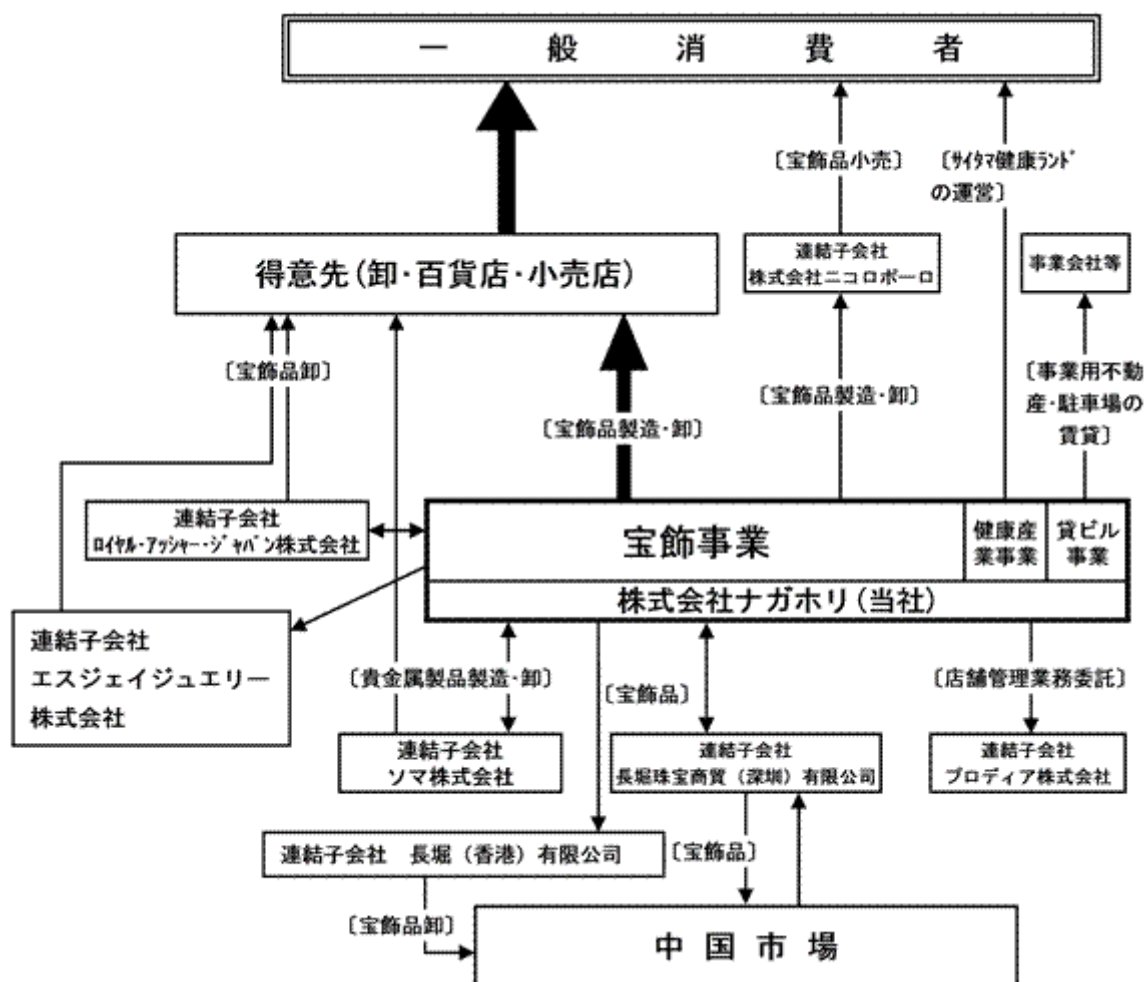 一般消費者
〔宝飾品小売〕
〔ｻｲﾀﾏ健康ﾗﾝﾄﾞ
の運営〕
得意先(卸・百貨店・小売店)
連結子会社
株式会社ニコロポーロ
事業会社等
〔宝飾品卸〕
〔宝飾品製造・卸〕
〔宝飾品製造・卸〕
〔事業用不動
産・駐車場の
賃貸〕
連結子会社
ﾛｲﾔﾙ・ｱｯｼｬｰ・ｼﾞｬﾊﾟﾝ株式会社
宝飾事業
健康産
業事業
貸ビル
事業
株式会社ナガホリ(当社)
連結子会社
エスジェイジュエリー
株式会社
〔貴金属製品製造・卸〕
〔宝飾品〕
〔店舗管理業務委託〕
連結子会社
ソマ株式会社
連結子会社
長堀珠宝商貿（深圳）有限公司
連結子会社
プロディア株式会社
連結子会社　長堀（香港）有限公司
〔宝飾品〕
〔宝飾品卸〕
中国市場